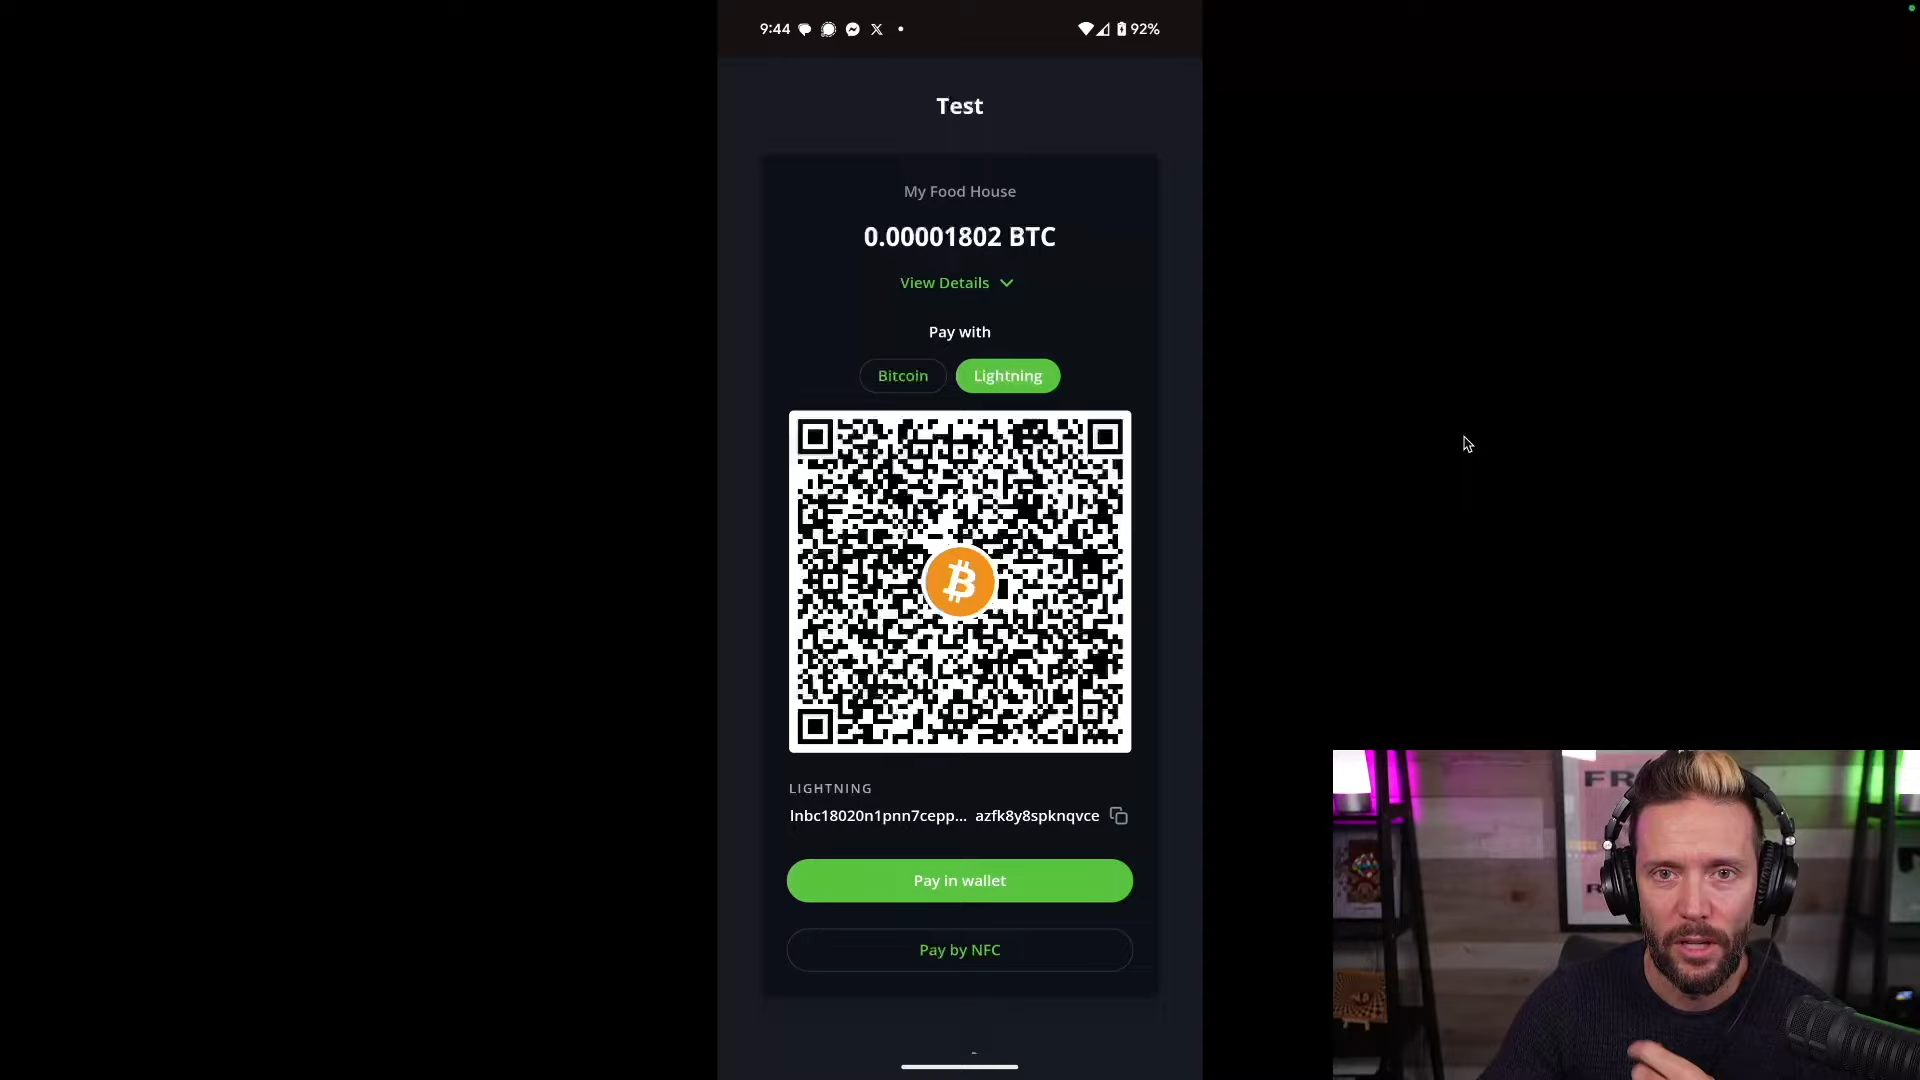 9:44
92%
Test
My Food House
0.00001802 BTC
View Details
Pay with
Bitcoin
Lightning
LIGHTNING
lnbc18020n1pnn7cepp... azfk8y8spknqvce
Pay in wallet
Pay by NFC
FR